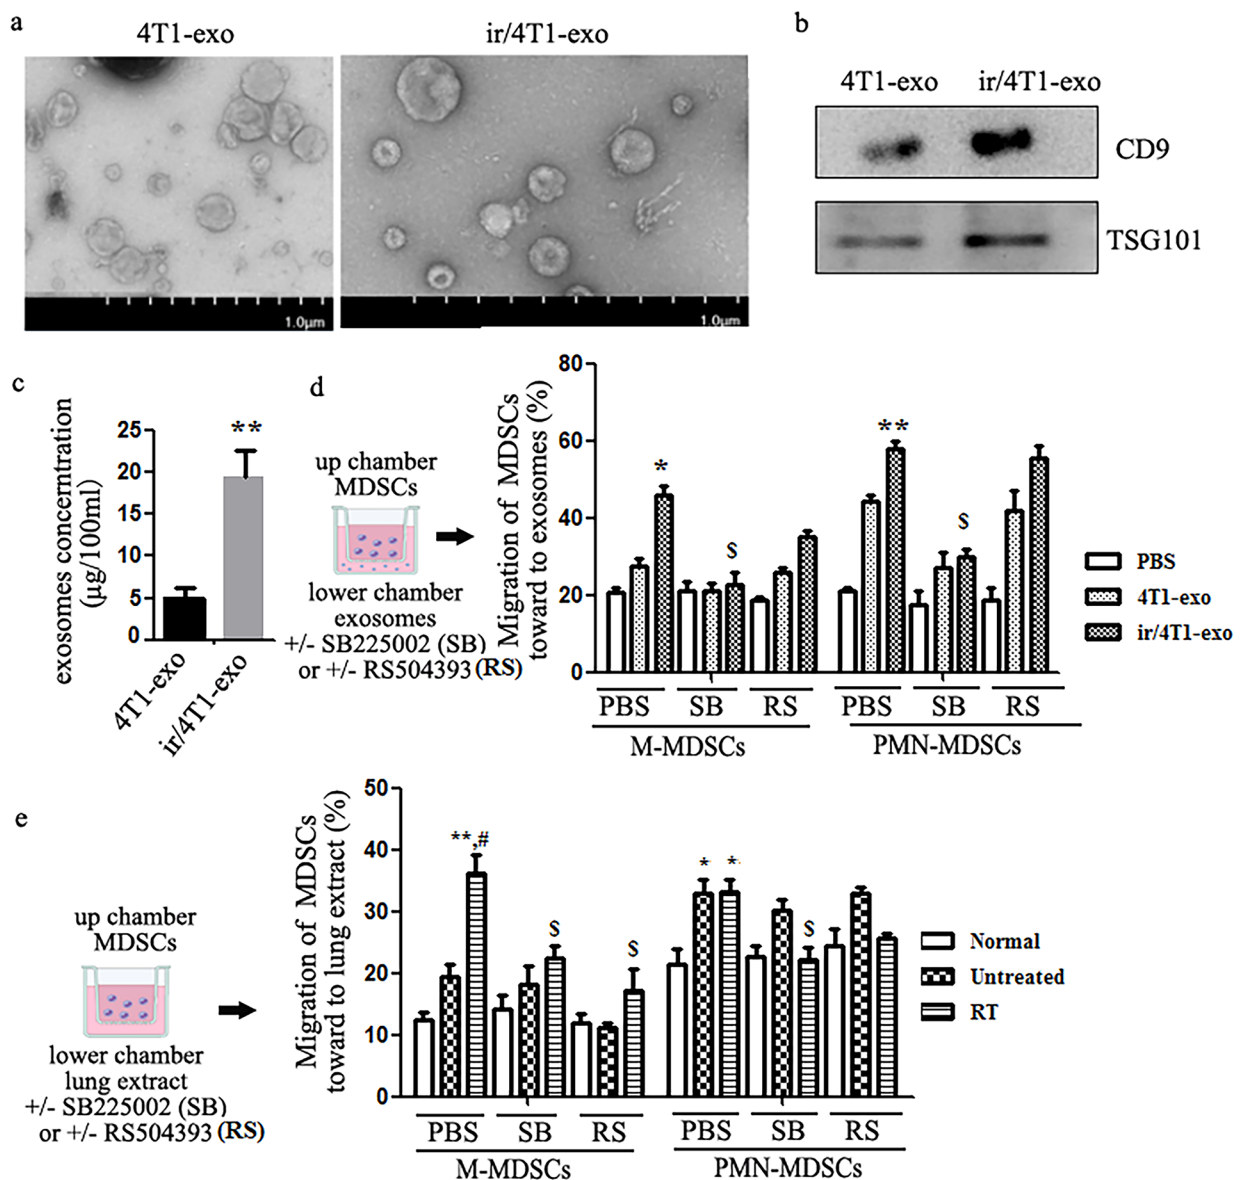 a
4T1-exo
ir/4T1-exo
1.0μm
1.0μm
b
4T1-exo
ir/4T1-exo
CD9
TSG101
c
exosomes concerntration
(μg/100ml)
25
20
15
10
5
0
**
4T1-exo
ir/4T1-exo
d
up chamber
MDSCs
lower chamber
exosomes
+/- SB225002 (SB)
or +/- RS504393 (RS)
Migration of MDSCs
toward to exosomes (%)
80
60
40
20
0
*
$
**
$
PBS
SB
RS
PBS
SB
RS
M-MDSCs
PMN-MDSCs
PBS
4T1-exo
ir/4T1-exo
e
up chamber
MDSCs
lower chamber
lung extract
+/- SB225002 (SB)
or +/- RS504393 (RS)
Migration of MDSCs
toward to lung extract (%)
50
40
30
20
10
0
**,#
$
$
*
*
$
PBS
SB
RS
PBS
SB
RS
M-MDSCs
PMN-MDSCs
Normal
Untreated
RT